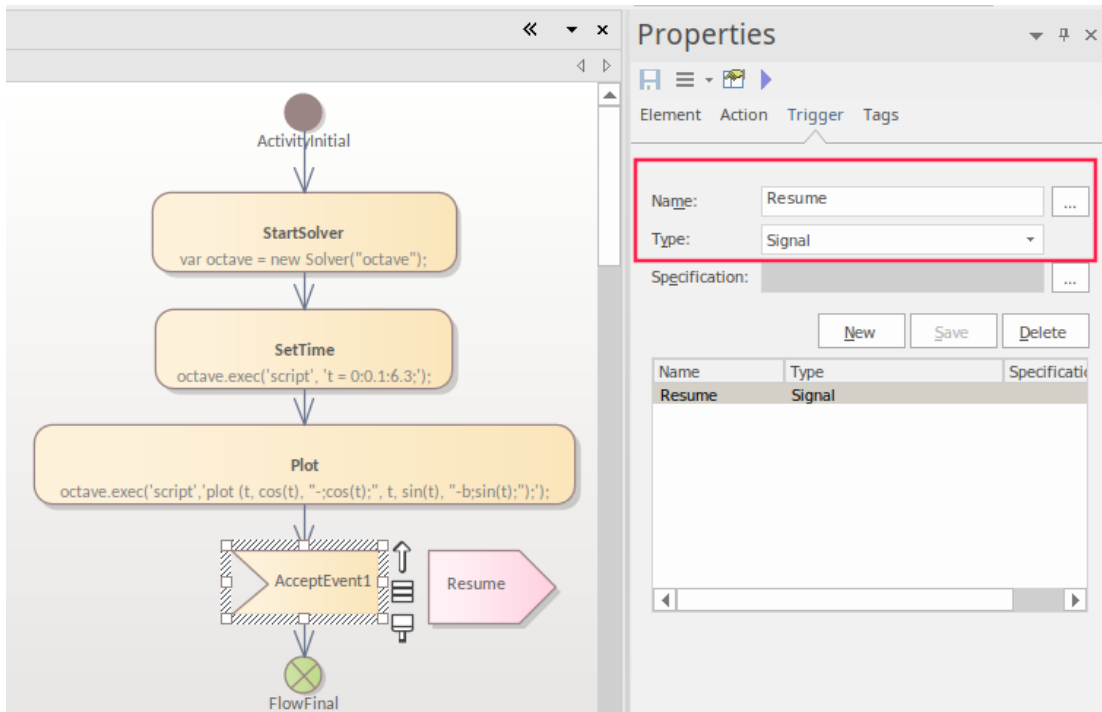 ActivityInitial
StartSolver
var octave = new Solver("octave");
SetTime
octave.exec('script', 't = 0:0.1:6.3;');
Plot
octave.exec('script','plot (t, cos(t), "-;cos(t);", t, sin(t), "-b;sin(t);");');
AcceptEvent1
Resume
FlowFinal
Properties
Element Action Trigger Tags
Name: Resume ...
Type: Signal
Specification: ...
New Save Delete
Name Type Specificatio
Resume Signal